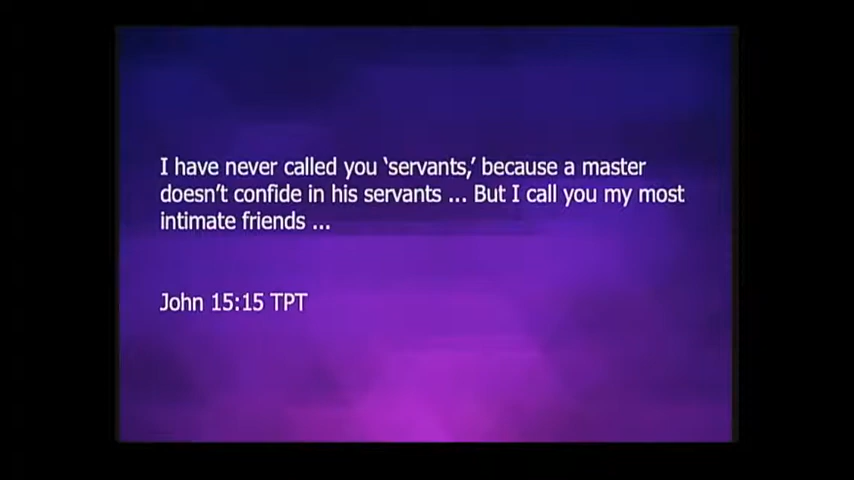 I have never called you ‘servants,’ because a master
doesn’t confide in his servants ... But I call you my most
intimate friends ...
John 15:15 TPT